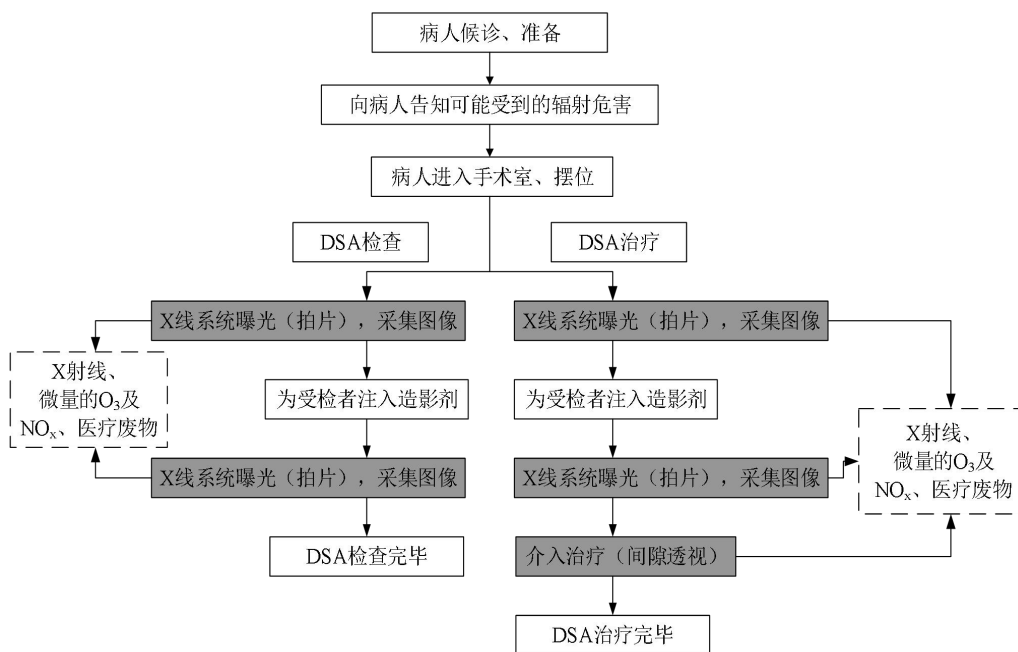 病人候诊、准备
向病人告知可能受到的辐射危害
病人进入手术室、摆位
DSA检查
DSA治疗
X线系统曝光（拍片），采集图像
X线系统曝光（拍片），采集图像
X射线、
微量的O₃及
NOₓ、医疗废物
为受检者注入造影剂
为受检者注入造影剂
X射线、
微量的O₃及
NOₓ、医疗废物
X线系统曝光（拍片），采集图像
X线系统曝光（拍片），采集图像
DSA检查完毕
介入治疗（间隙透视）
DSA治疗完毕